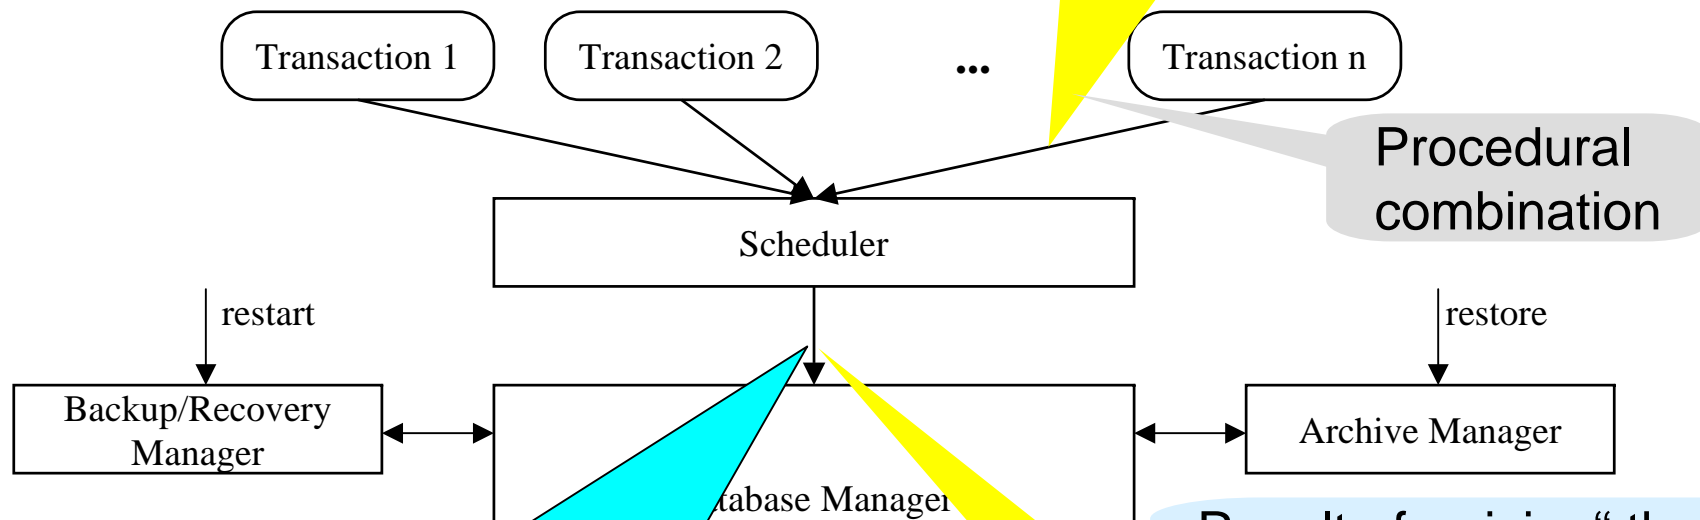 Transaction 1
Transaction 2
...
Transaction n
Procedural
combination
Scheduler
restart
restore
Backup/Recovery
Manager
Archive Manager
tabase Manager